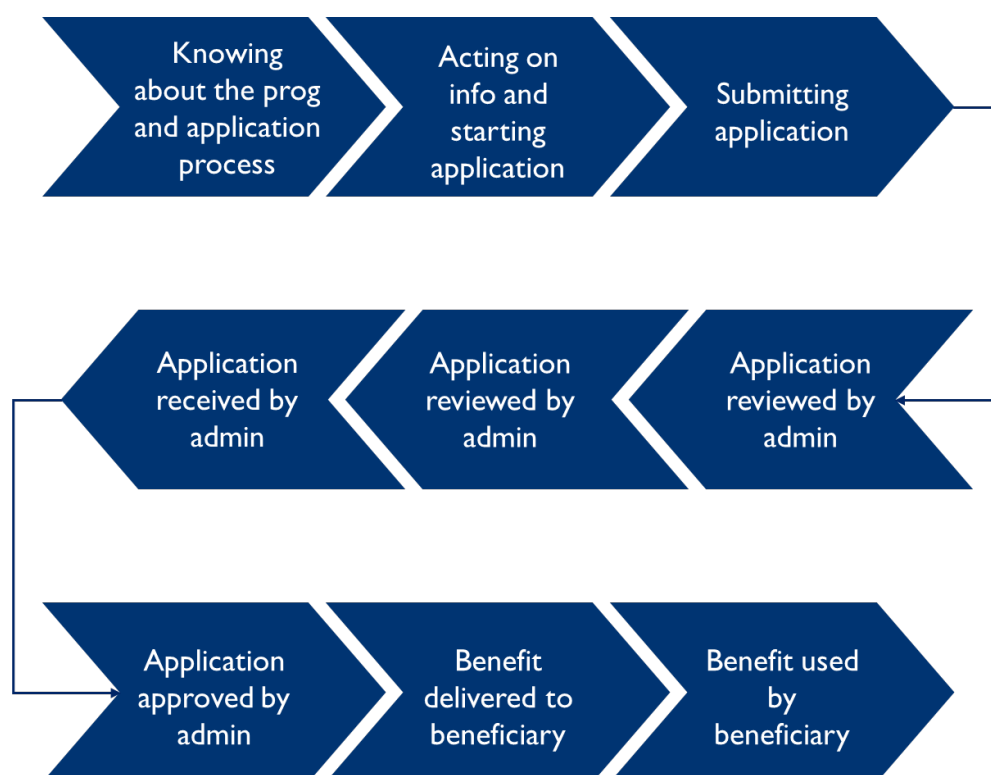 Knowing
about the prog
and application
process
Acting on
info and
starting
application
Submitting
application
Application
reviewed by
admin
Application
reviewed by
admin
Application
received by
admin
Application
approved by
admin
Benefit
delivered to
beneficiary
Benefit used
by
beneficiary